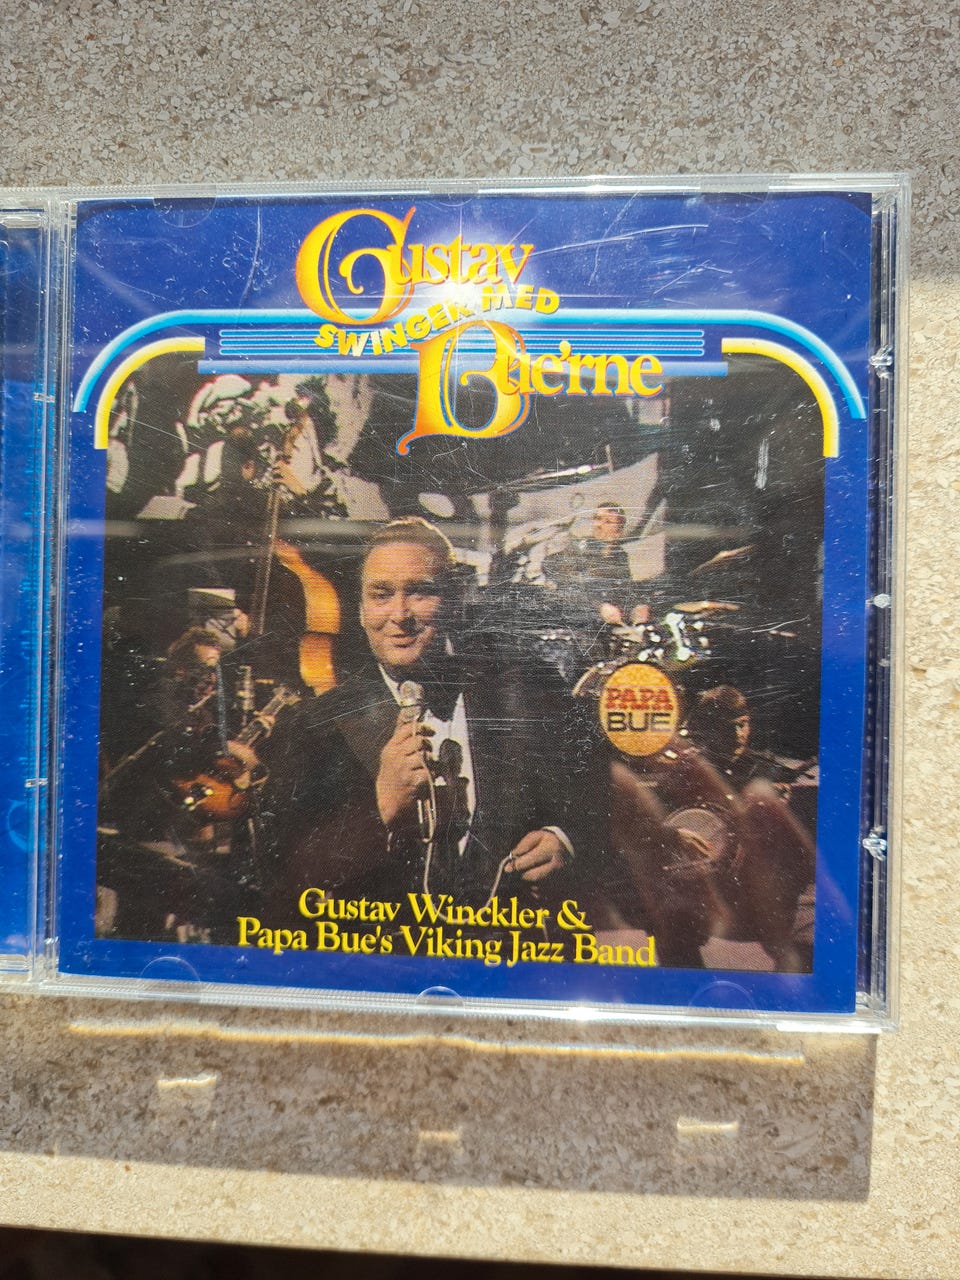 Gustav
SWINGER MED
Bue'rne
PAPA
BUE
Gustav Winckler &
Papa Bue's Viking Jazz Band